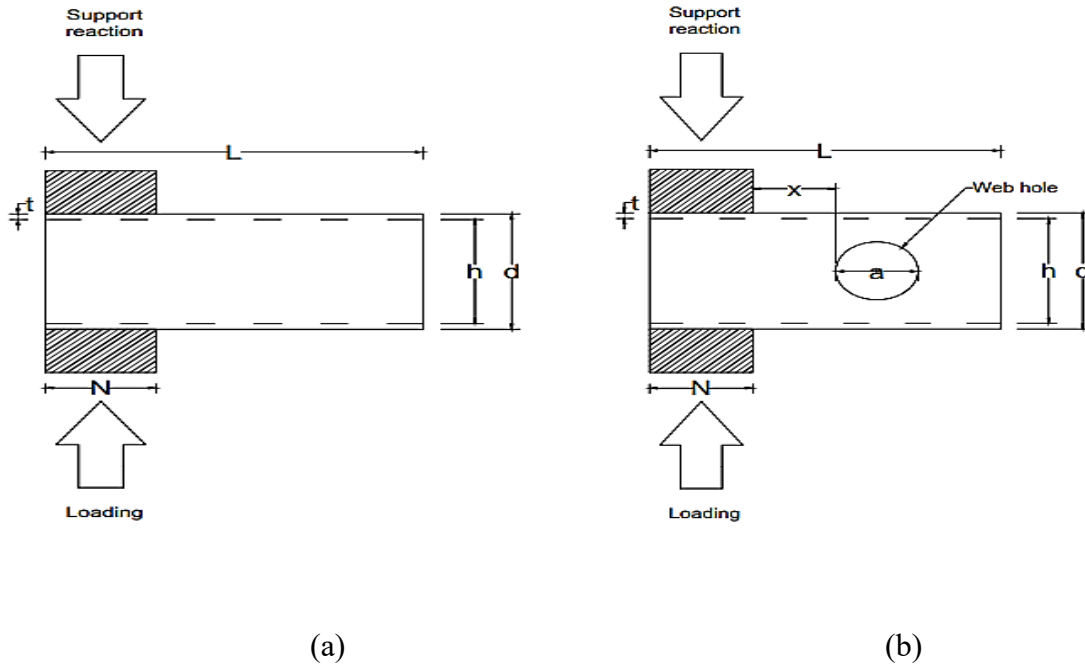 Support
reaction
L
t
h
d
N
Loading
(a)
Support
reaction
L
x
Web hole
t
a
h
d
N
Loading
(b)